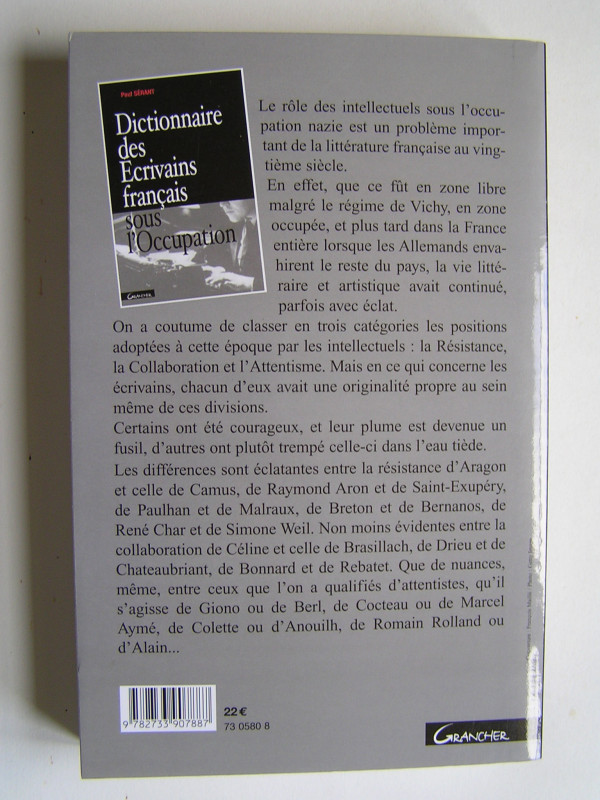 Paul SÉRANT
Dictionnaire
des
Ecrivains
français
sous
l'Occupation
GRANCHER
Le rôle des intellectuels sous l'occu-
pation nazie est un problème impor-
tant de la littérature française au ving-
tième siècle.
En effet, que ce fût en zone libre
malgré le régime de Vichy, en zone
occupée, et plus tard dans la France
entière lorsque les Allemands enva-
hirent le reste du pays, la vie litté-
raire et artistique avait continué,
parfois avec éclat.
On a coutume de classer en trois catégories les positions
adoptées à cette époque par les intellectuels : la Résistance,
la Collaboration et l'Attentisme. Mais en ce qui concerne les
écrivains, chacun d'eux avait une originalité propre au sein
même de ces divisions.
Certains ont été courageux, et leur plume est devenue un
fusil, d'autres ont plutôt trempé celle-ci dans l'eau tiède.
Les différences sont éclatantes entre la résistance d'Aragon
et celle de Camus, de Raymond Aron et de Saint-Exupéry,
de Paulhan et de Malraux, de Breton et de Bernanos, de
René Char et de Simone Weil. Non moins évidentes entre la
collaboration de Céline et celle de Brasillach, de Drieu et de
Chateaubriant, de Bonnard et de Rebatet. Que de nuances,
même, entre ceux que l'on a qualifiés d'attentistes, qu'il
s'agisse de Giono ou de Berl, de Cocteau ou de Marcel
Aymé, de Colette ou d'Anouilh, de Romain Rolland ou
d'Alain...
9 782733 907887
22 €
73 0580 8
GRANCHER